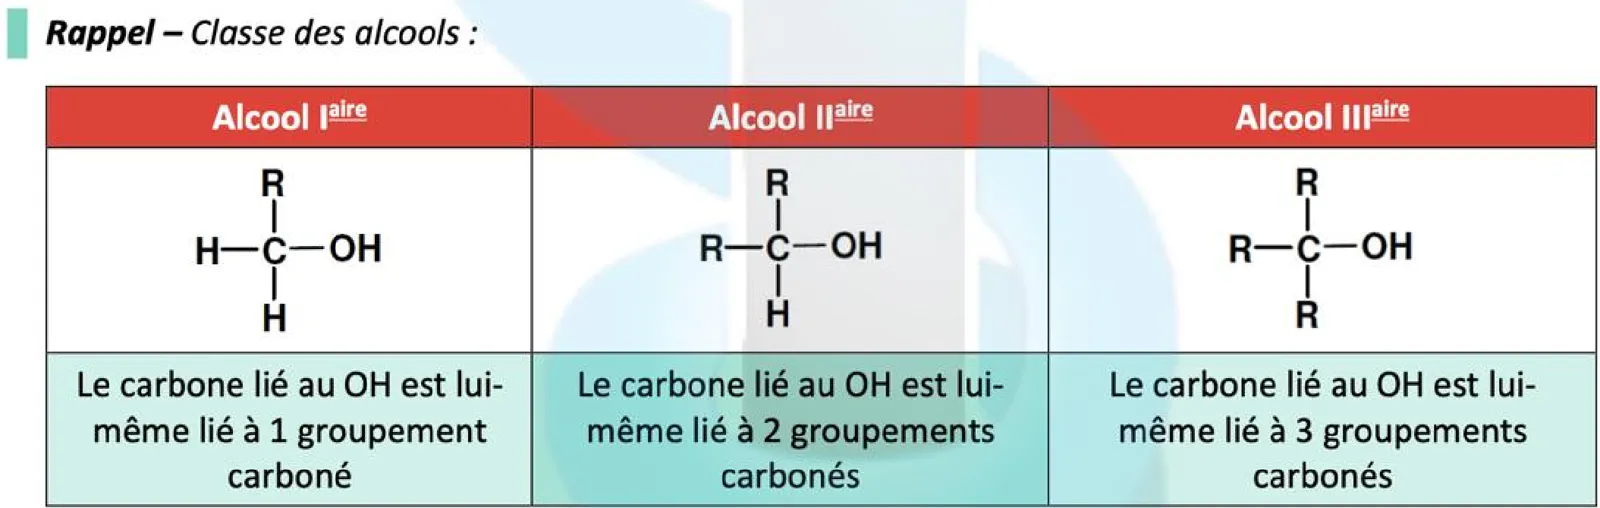 Rappel – Classe des alcools :
Alcool Iaire
Alcool IIaire
Alcool IIIaire
R
H—C—OH
H
R
R—C—OH
H
R
R—C—OH
R
Le carbone lié au OH est lui-
même lié à 1 groupement
carboné
Le carbone lié au OH est lui-
même lié à 2 groupements
carbonés
Le carbone lié au OH est lui-
même lié à 3 groupements
carbonés